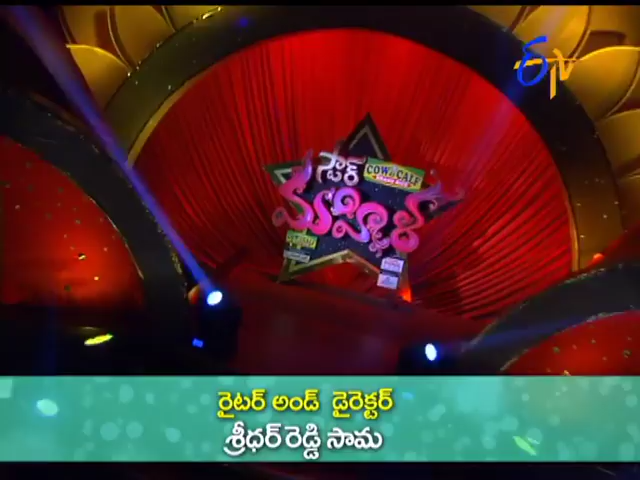 ETV
స్టార్
COW & CALF
మహిళ
రైటర్ అండ్ డైరెక్టర్
శ్రీధర్ రెడ్డి సామ